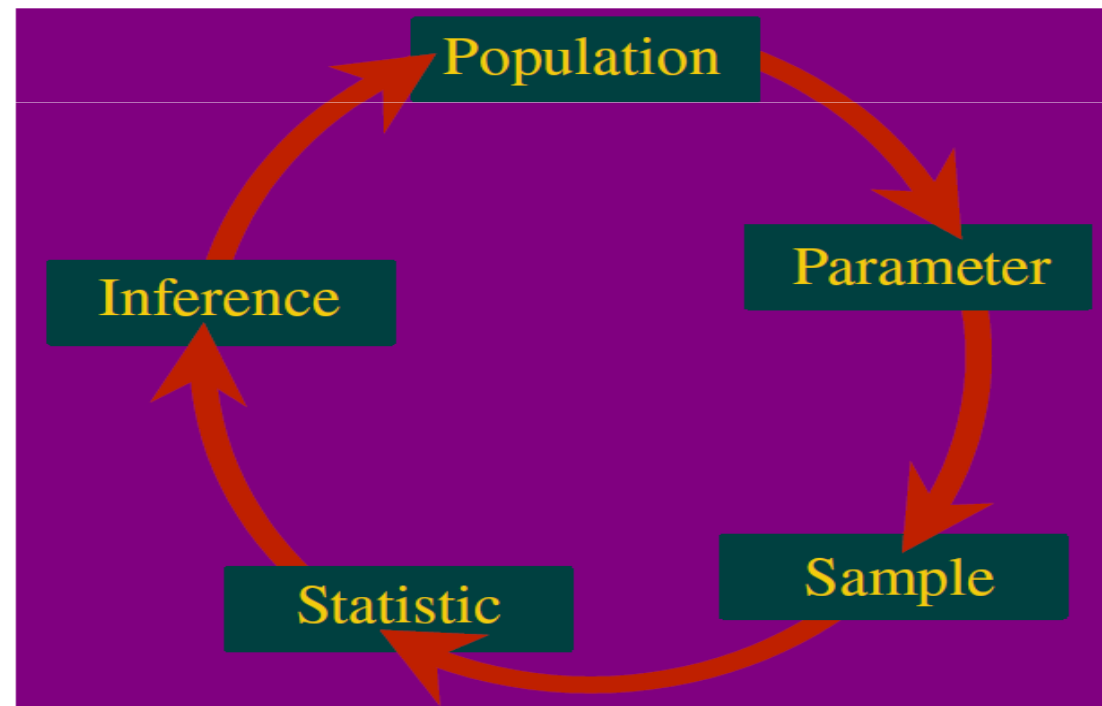 Population
Parameter
Sample
Statistic
Inference